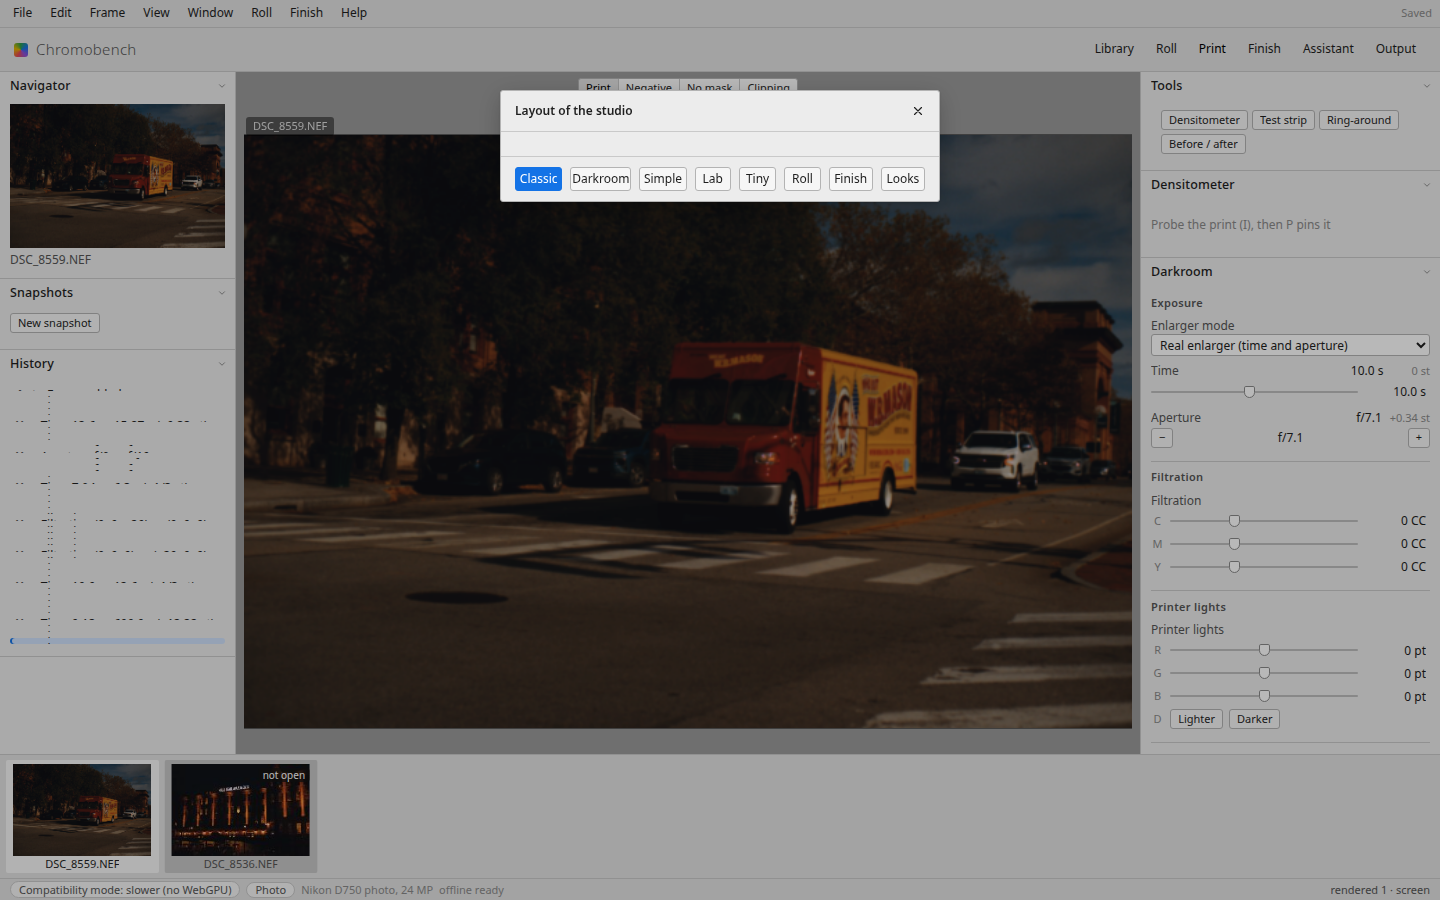 File Edit Frame View Window Roll Finish Help
Saved
Chromobench
Library Roll Print Finish Assistant Output
Navigator
DSC_8559.NEF
Snapshots
New snapshot
History
Print Negative No mask Clipping
DSC_8559.NEF
Layout of the studio
Classic Darkroom Simple Lab Tiny Roll Finish Looks
Tools
Densitometer Test strip Ring-around
Before / after
Densitometer
Probe the print (I), then P pins it
Darkroom
Exposure
Enlarger mode
Real enlarger (time and aperture)
Time 10.0 s 0 st
10.0 s
Aperture f/7.1 +0.34 st
− f/7.1 +
Filtration
Filtration
C 0 CC
M 0 CC
Y 0 CC
Printer lights
Printer lights
R 0 pt
G 0 pt
B 0 pt
D Lighter Darker
not open
DSC_8559.NEF
DSC_8536.NEF
Compatibility mode: slower (no WebGPU) Photo Nikon D750 photo, 24 MP offline ready
rendered 1 · screen